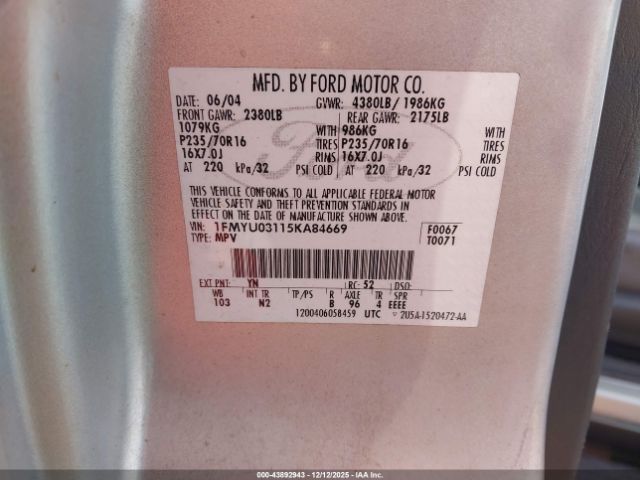 MFD. BY FORD MOTOR CO.
DATE: 06/04 GVWR: 4380LB/ 1986KG
FRONT GAWR: 2380LB REAR GAWR: 2175LB
1079KG WITH 986KG WITH
P235/70R16 TIRES P235/70R16 TIRES
16X7.0J RIMS 16X7.0J RIMS
AT 220 kPa/32 PSI COLD AT 220 kPa/32 PSI COLD
THIS VEHICLE CONFORMS TO ALL APPLICABLE FEDERAL MOTOR
VEHICLE SAFETY AND THEFT PREVENTION STANDARDS IN
EFFECT ON THE DATE OF MANUFACTURE SHOWN ABOVE.
VIN: 1FMYU03115KA84669 F0067
TYPE: MPV T0071
EXT PNT: YN RC: 52 DSO:
WB INT TR TP/PS R AXLE TR SPR
103 N2 B 96 4 EEEE
1200406058459 UTC ▽ 2U5A-1520472-AA
Ford
000-43892943 - 12/12/2025 - IAAI.com